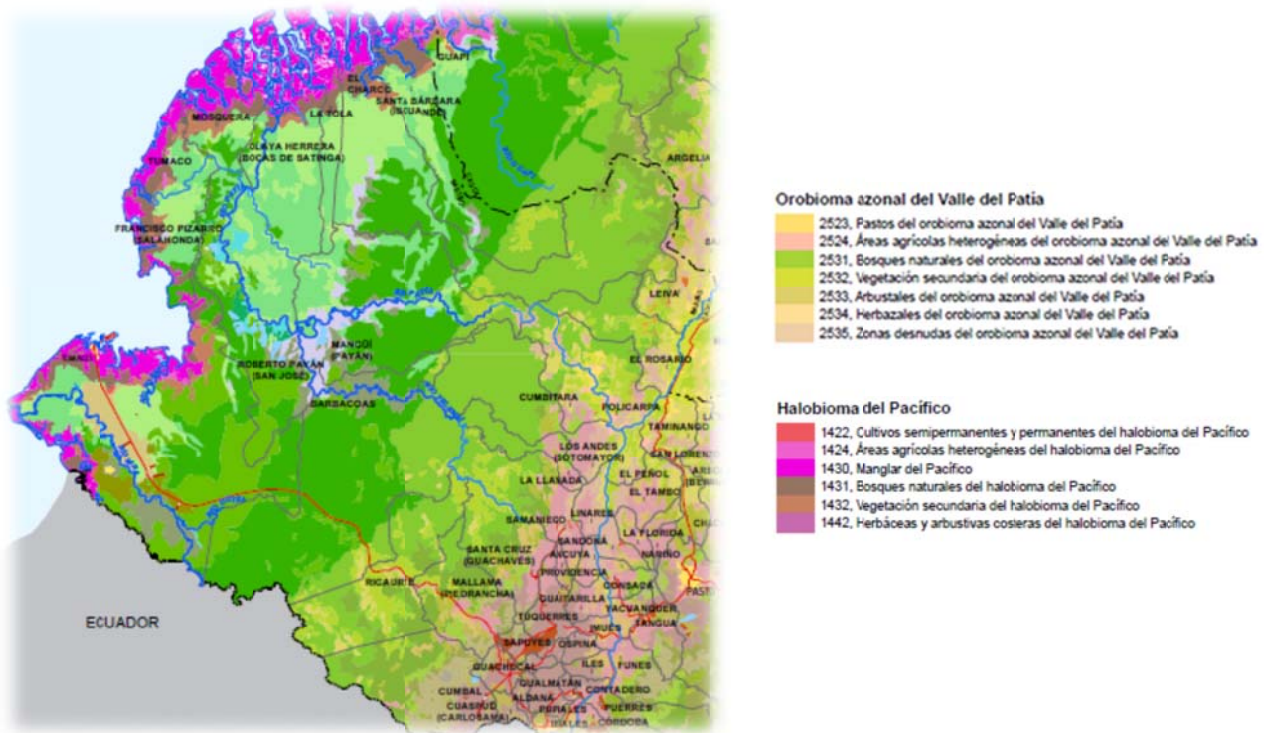 GUAPI
EL
CHARCO
SANTA BÁRBARA
(ISCUANDE)
MOSQUERA
LA TOLA
OLAYA HERRERA
(BOCAS DE SATINGA)
TUMACO
ARGELIA
FRANCISCO PIZARRO
(SALAHONDA)
LEIVA
MAGÜI
(PAYÁN)
ROBERTO PAYÁN
(SAN JOSÉ)
EL ROSARIO
BARBACOAS
CUMBITARA
POLICARPA
TAMINANGO
LOS ANDES
(SOTOMAYOR)
SAN LORENZO
LA LLANADA
EL PEÑOL
EL TAMBO
SAMANIEGO
LINARES
SANDONÁ
LA FLORIDA
SANTA CRUZ
(GUACHAVÉS)
ANCUYA
NARIÑO
PROVIDENCIA
RICAURTE
MALLAMA
(PIEDRANCHA)
CONSACÁ
GUAITARILLA
PASTO
YACUANQUER
TÚQUERRES
IMUÉS
TANGUA
SAPUYES
OSPINA
ECUADOR
GUACHUCAL
ILES
FUNES
GUALMATÁN
CUMBAL
ALDANA
CONTADERO
CUASPUD
(CARLOSAMA)
PUPIALES
PUERRES
IPIALES
CÓRDOBA
Orobioma azonal del Valle del Patía
2523, Pastos del orobioma azonal del Valle del Patía
2524, Áreas agrícolas heterogéneas del orobioma azonal del Valle del Patía
2531, Bosques naturales del orobioma azonal del Valle del Patía
2532, Vegetación secundaria del orobioma azonal del Valle del Patía
2533, Arbustales del orobioma azonal del Valle del Patía
2534, Herbazales del orobioma azonal del Valle del Patía
2535, Zonas desnudas del orobioma azonal del Valle del Patía
Halobioma del Pacífico
1422, Cultivos semipermanentes y permanentes del halobioma del Pacífico
1424, Áreas agrícolas heterogéneas del halobioma del Pacífico
1430, Manglar del Pacífico
1431, Bosques naturales del halobioma del Pacífico
1432, Vegetación secundaria del halobioma del Pacífico
1442, Herbáceas y arbustivas costeras del halobioma del Pacífico